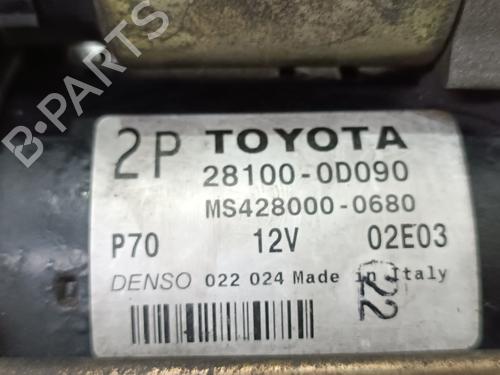 2P TOYOTA
28100-0D090
MS428000-0680
P70 12V 02E03
DENSO 022 024 Made in Italy
22
B-PARTS